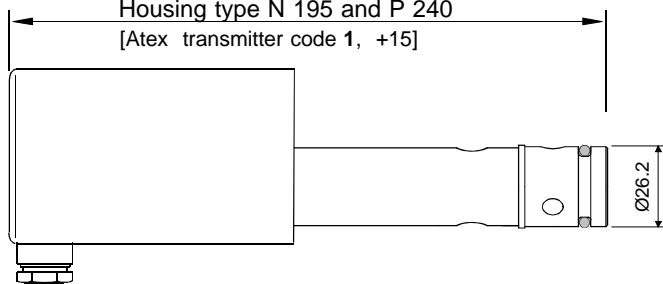 Housing type N 195 and P 240
[Atex transmitter code 1, +15]
Ø26.2